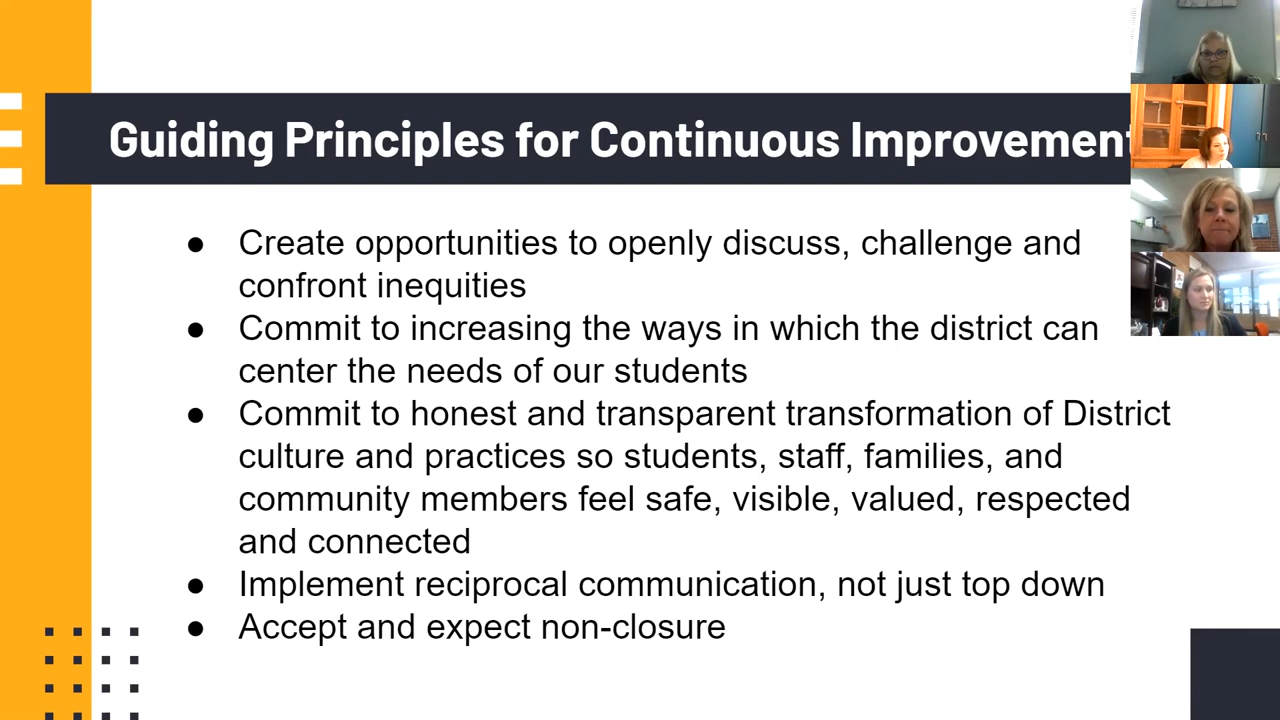 Guiding Principles for Continuous Improvement
● Create opportunities to openly discuss, challenge and
confront inequities
● Commit to increasing the ways in which the district can
center the needs of our students
● Commit to honest and transparent transformation of District
culture and practices so students, staff, families, and
community members feel safe, visible, valued, respected
and connected
● Implement reciprocal communication, not just top down
● Accept and expect non-closure